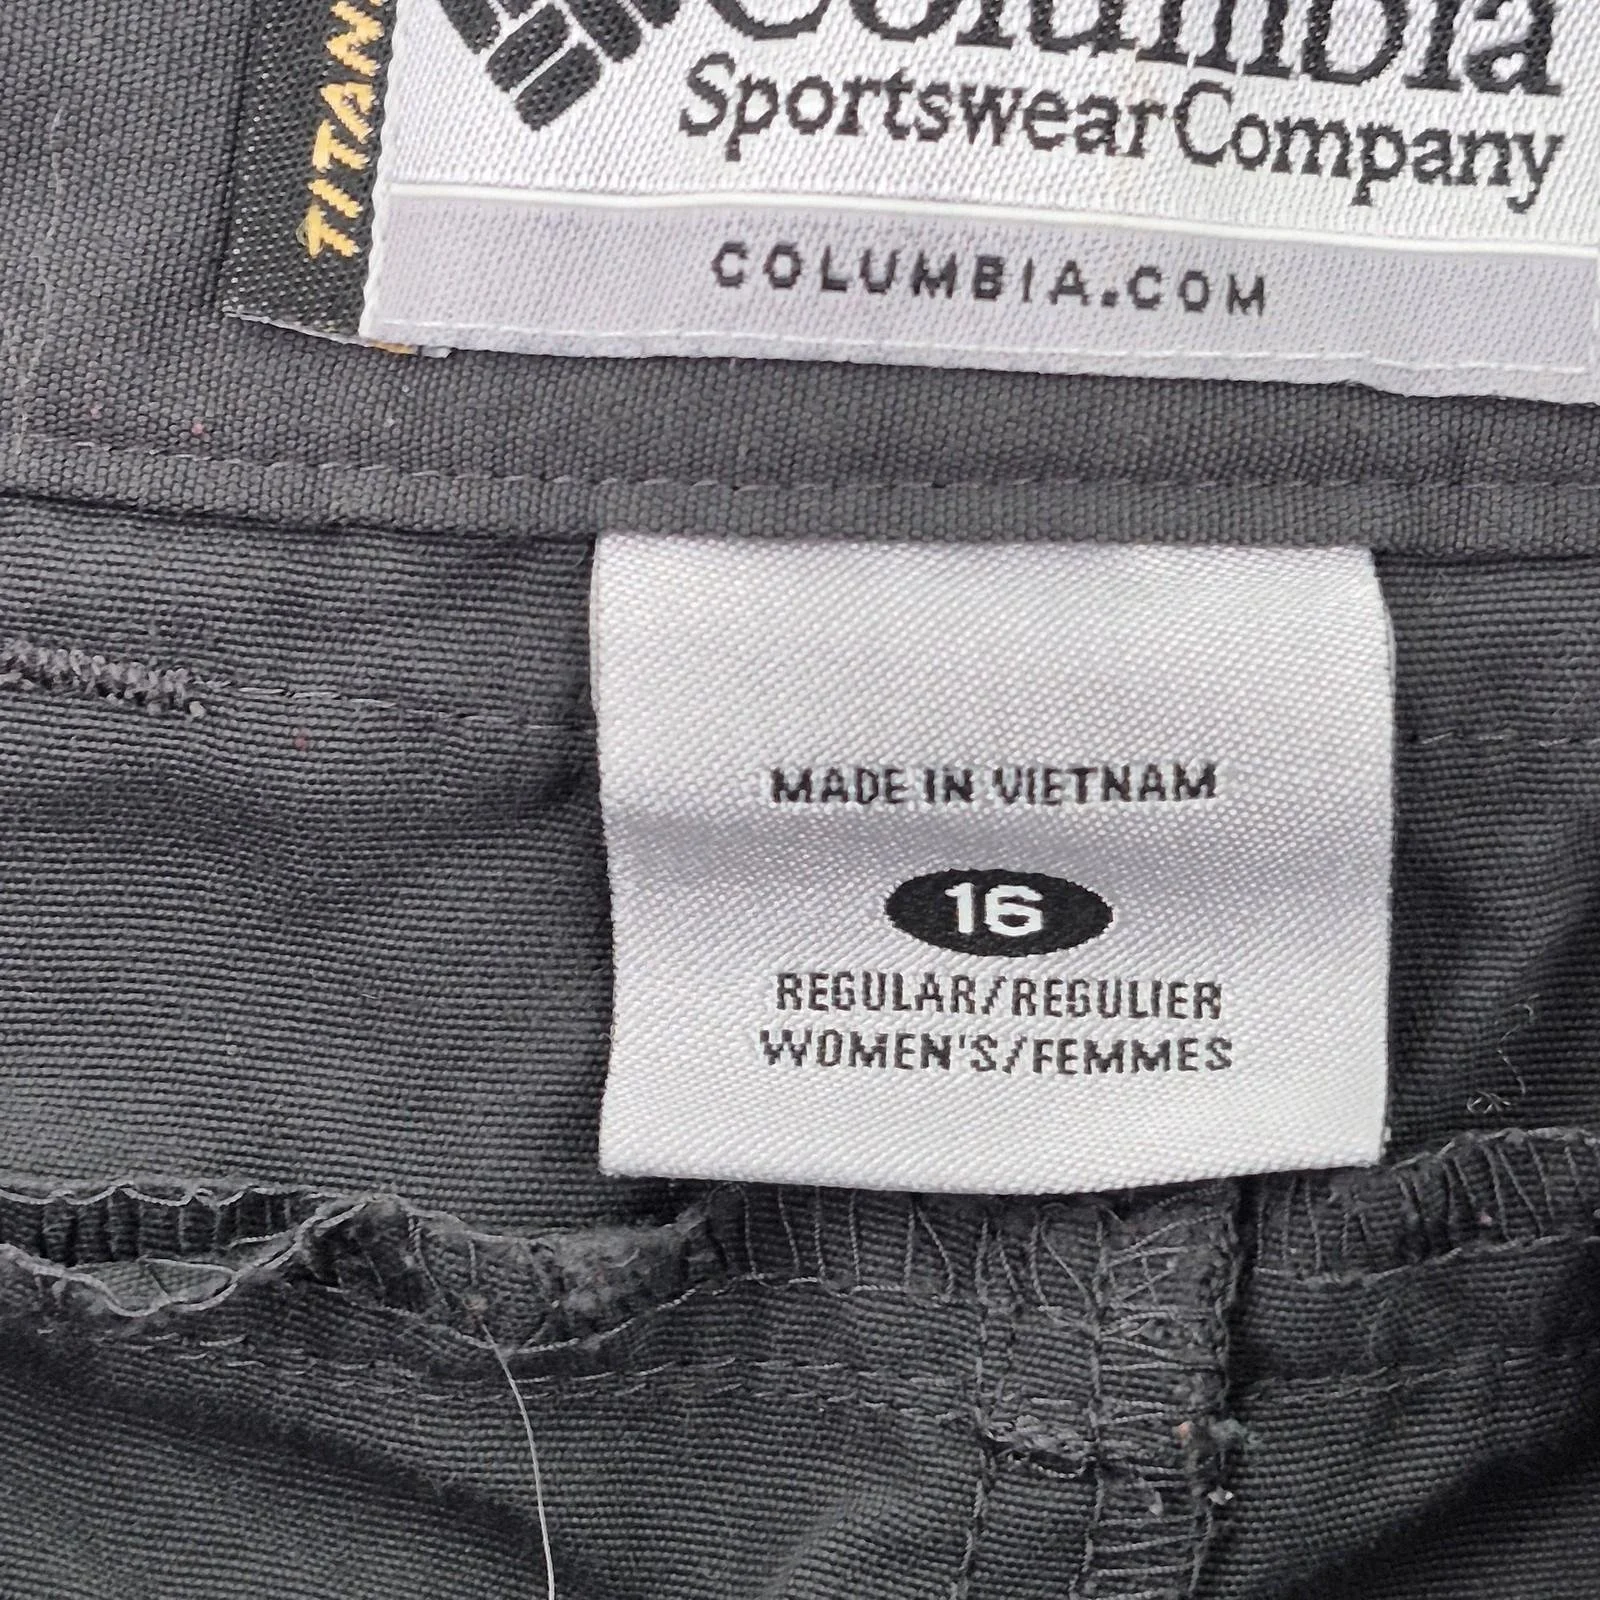 TITAN
Columbia
Sportswear Company
COLUMBIA.COM
MADE IN VIETNAM
16
REGULAR/REGULIER
WOMEN'S/FEMMES